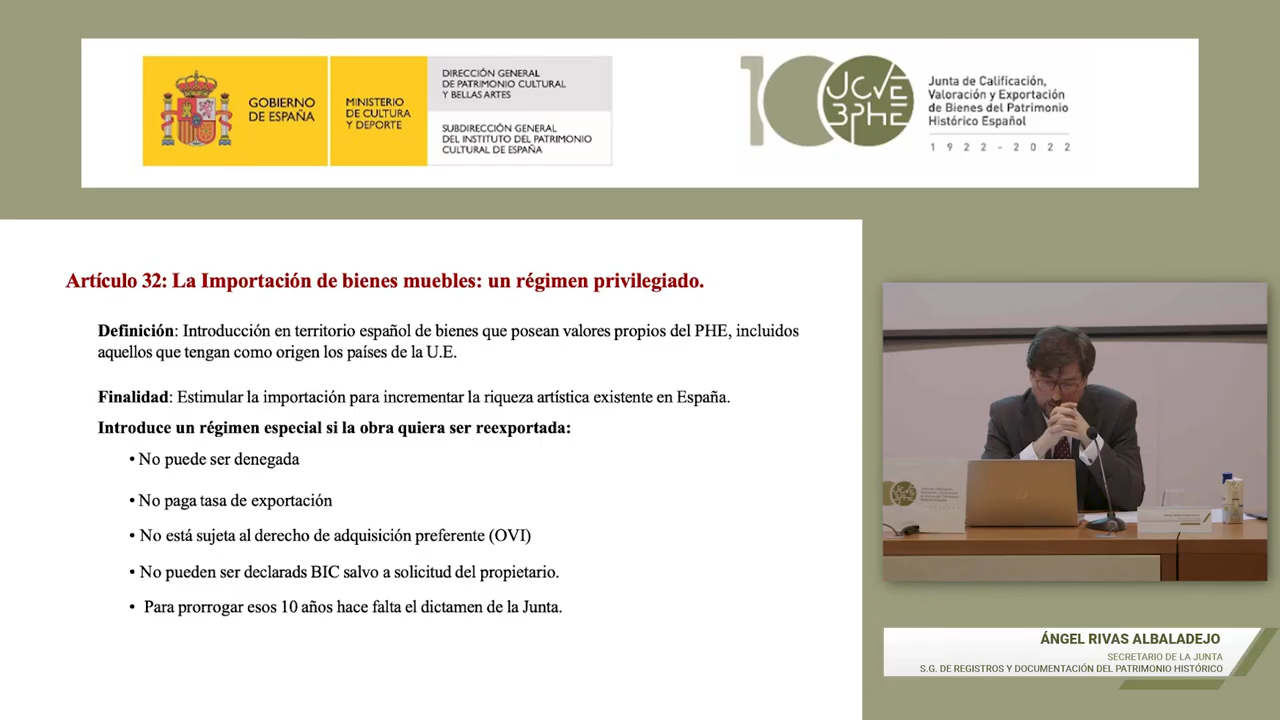 GOBIERNO
DE ESPAÑA
MINISTERIO
DE CULTURA
Y DEPORTE
DIRECCIÓN GENERAL
DE PATRIMONIO CULTURAL
Y BELLAS ARTES
SUBDIRECCIÓN GENERAL
DEL INSTITUTO DEL PATRIMONIO
CULTURAL DE ESPAÑA
100
JCVE
BPHE
Junta de Calificación,
Valoración y Exportación
de Bienes del Patrimonio
Histórico Español
1922-2022
Artículo 32: La Importación de bienes muebles: un régimen privilegiado.
Definición: Introducción en territorio español de bienes que posean valores propios del PHE, incluidos
aquellos que tengan como origen los países de la U.E.
Finalidad: Estimular la importación para incrementar la riqueza artística existente en España.
Introduce un régimen especial si la obra quiera ser reexportada:
• No puede ser denegada
• No paga tasa de exportación
• No está sujeta al derecho de adquisición preferente (OVI)
• No pueden ser declarads BIC salvo a solicitud del propietario.
• Para prorrogar esos 10 años hace falta el dictamen de la Junta.
ÁNGEL RIVAS ALBALADEJO
SECRETARIO DE LA JUNTA
S.G. DE REGISTROS Y DOCUMENTACIÓN DEL PATRIMONIO HISTÓRICO